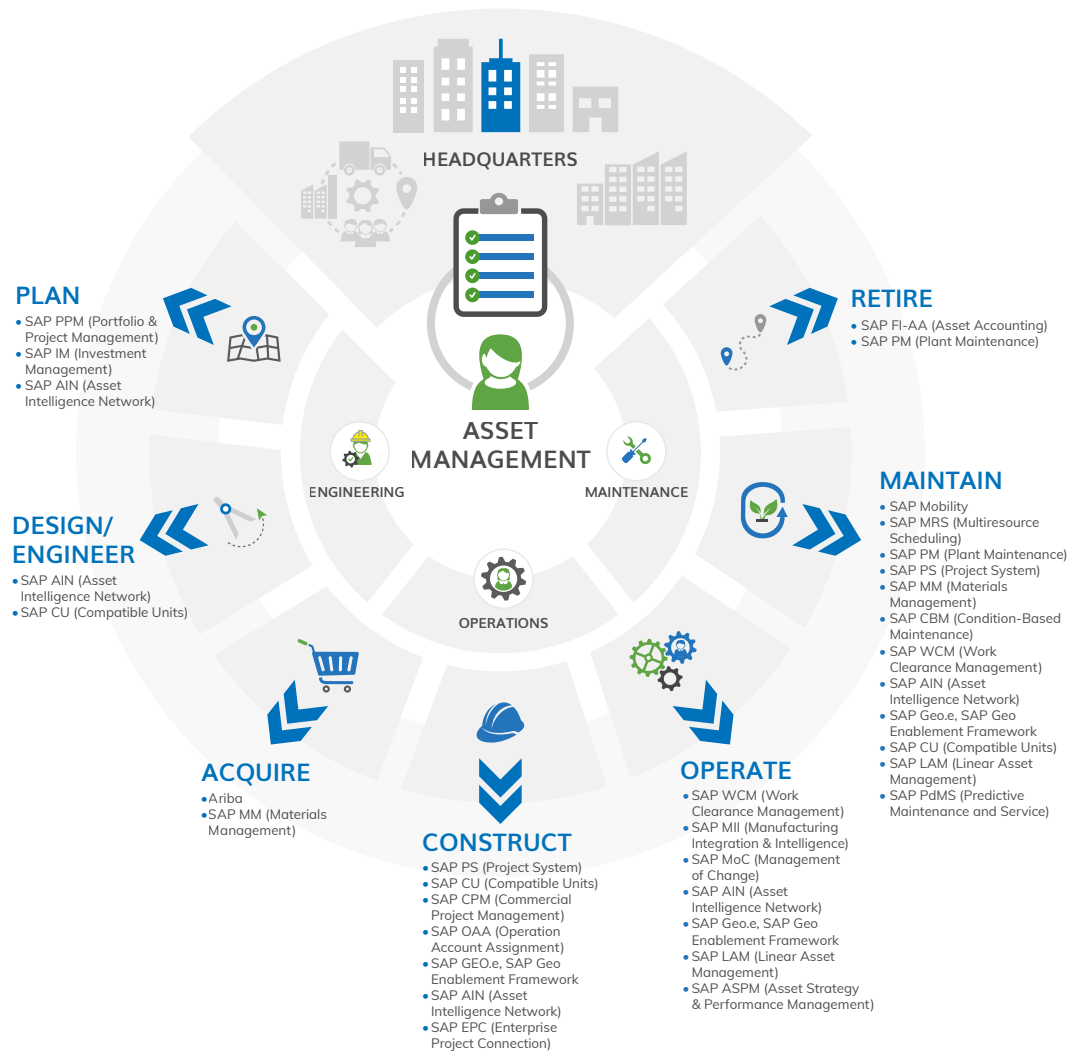 HEADQUARTERS
ASSET
MANAGEMENT
ENGINEERING
MAINTENANCE
OPERATIONS
PLAN
• SAP PPM (Portfolio &
Project Management)
• SAP IM (Investment
Management)
• SAP AIN (Asset
Intelligence Network)
DESIGN/
ENGINEER
• SAP AIN (Asset
Intelligence Network)
• SAP CU (Compatible Units)
ACQUIRE
• Ariba
• SAP MM (Materials
Management)
CONSTRUCT
• SAP PS (Project System)
• SAP CU (Compatible Units)
• SAP CPM (Commercial
Project Management)
• SAP OAA (Operation
Account Assignment)
• SAP GEO.e, SAP Geo
Enablement Framework
• SAP AIN (Asset
Intelligence Network)
• SAP EPC (Enterprise
Project Connection)
OPERATE
• SAP WCM (Work
Clearance Management)
• SAP MII (Manufacturing
Integration & Intelligence)
• SAP MoC (Management
of Change)
• SAP AIN (Asset
Intelligence Network)
• SAP Geo.e, SAP Geo
Enablement Framework
• SAP LAM (Linear Asset
Management)
• SAP ASPM (Asset Strategy
& Performance Management)
MAINTAIN
• SAP Mobility
• SAP MRS (Multiresource
Scheduling)
• SAP PM (Plant Maintenance)
• SAP PS (Project System)
• SAP MM (Materials
Management)
• SAP CBM (Condition-Based
Maintenance)
• SAP WCM (Work
Clearance Management)
• SAP AIN (Asset
Intelligence Network)
• SAP Geo.e, SAP Geo
Enablement Framework
• SAP CU (Compatible Units)
• SAP LAM (Linear Asset
Management)
• SAP PdMS (Predictive
Maintenance and Service)
RETIRE
• SAP FI-AA (Asset Accounting)
• SAP PM (Plant Maintenance)